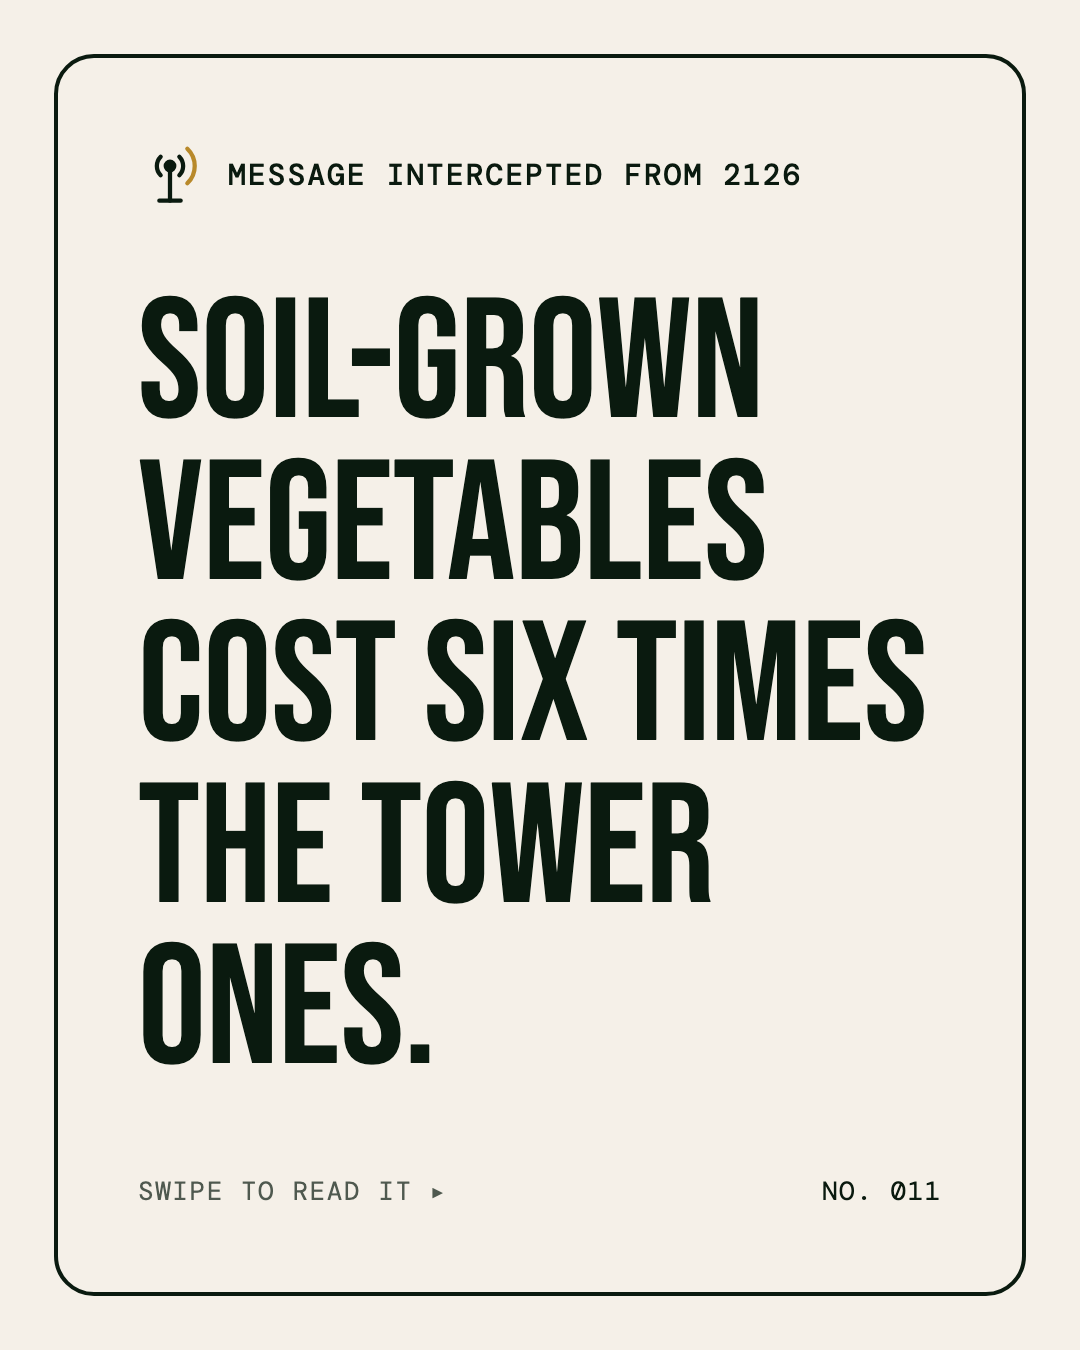 MESSAGE INTERCEPTED FROM 2126
SOIL-GROWN
VEGETABLES
COST SIX TIMES
THE TOWER
ONES.
SWIPE TO READ IT ▸
NO. 011